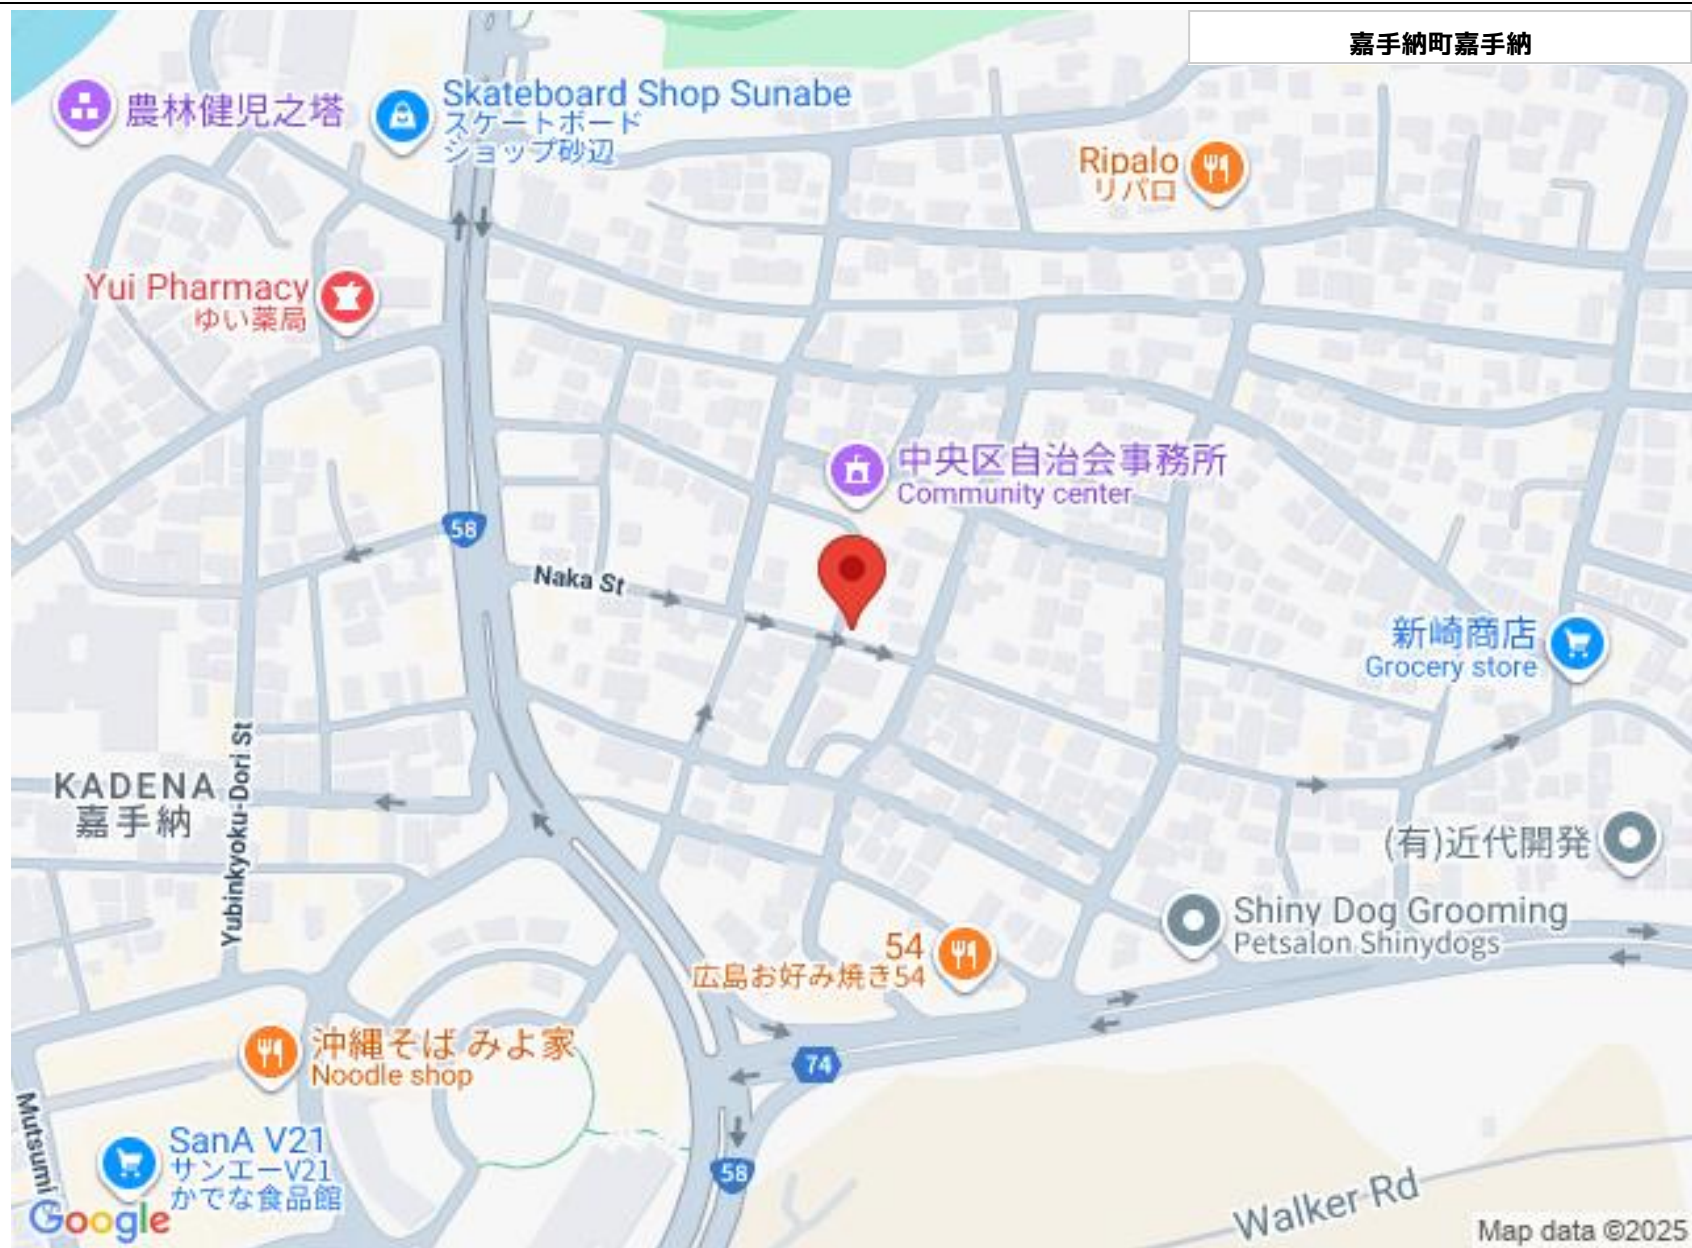 嘉手納町嘉手納
農林健児之塔
Skateboard Shop Sunabe
スケートボード
ショップ砂辺
Ripalo
リパロ
Yui Pharmacy
ゆい薬局
中央区自治会事務所
Community center
58
Naka St
新崎商店
Grocery store
KADENA
嘉手納
Yubinkyoku-Dori St
(有)近代開発
Shiny Dog Grooming
Petsalon Shinydogs
54
広島お好み焼き54
沖縄そば みよ家
Noodle shop
74
Mutsumi
SanA V21
サンエーV21
かでな食品館
58
Walker Rd
Google
Map data ©2025